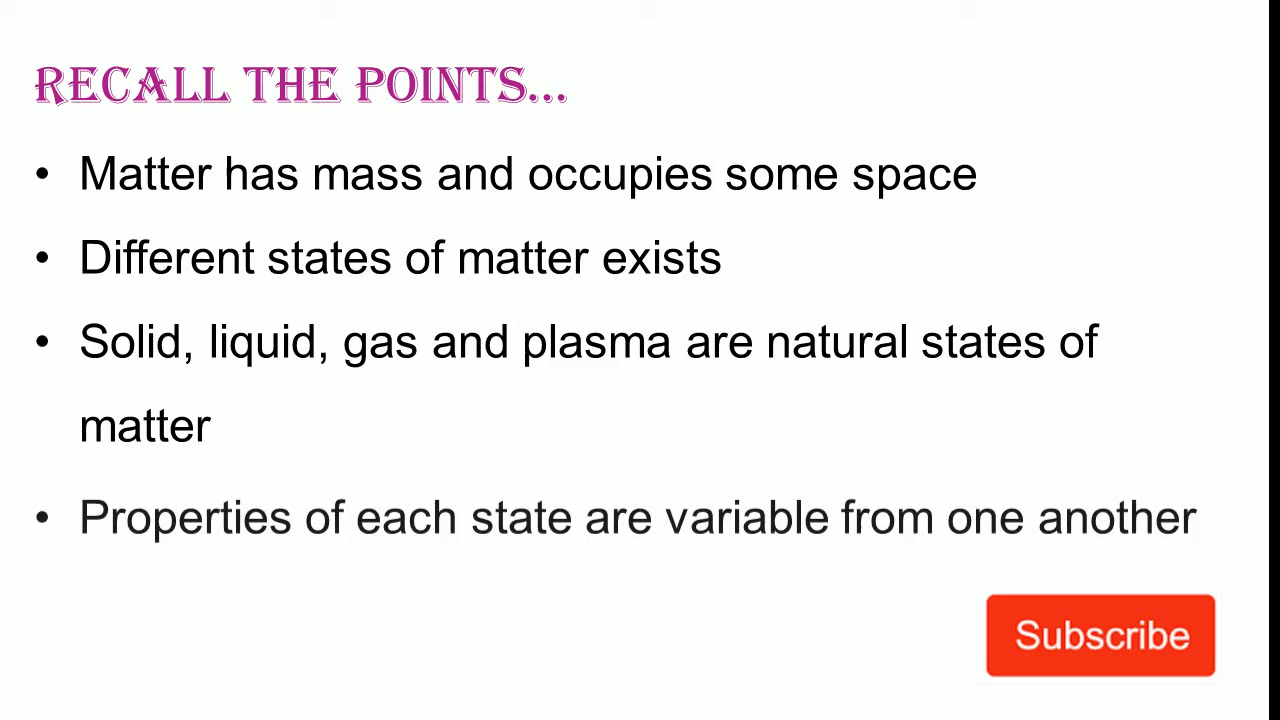 RECALL THE POINTS...
• Matter has mass and occupies some space
• Different states of matter exists
• Solid, liquid, gas and plasma are natural states of
matter
• Properties of each state are variable from one another
Subscribe